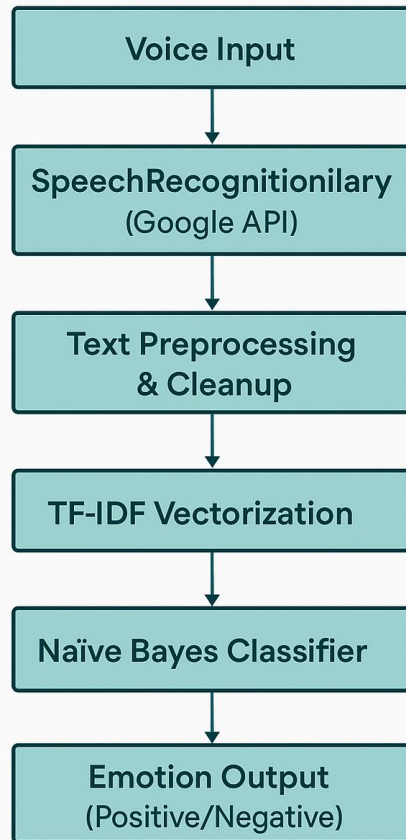 Voice Input
SpeechRecognitionilary
(Google API)
Text Preprocessing
& Cleanup
TF-IDF Vectorization
Naïve Bayes Classifier
Emotion Output
(Positive/Negative)